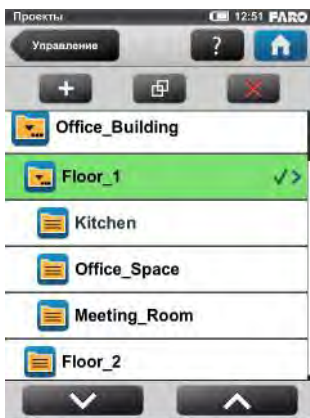 Проекты 12:51 FARO
Управление ?
Office_Building
Floor_1
Kitchen
Office_Space
Meeting_Room
Floor_2